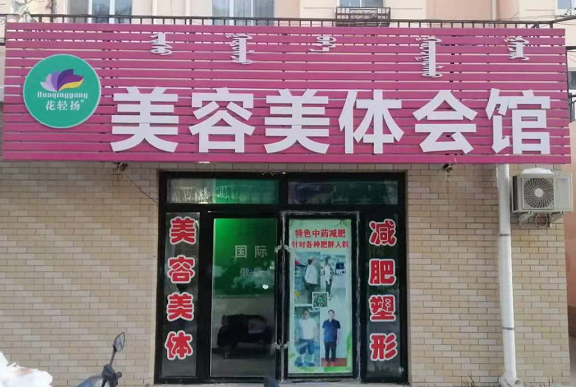 Huaqingyang
花轻扬®
美容美体会馆
美容美体
国际
特色中药减肥
针对各种肥胖人群
减肥塑形